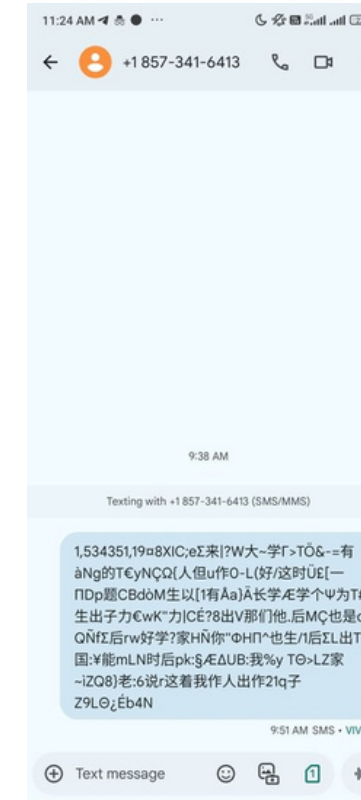 11:24 AM
+1 857-341-6413
9:38 AM
Texting with +1 857-341-6413 (SMS/MMS)
1,534351,19¤8XIC;eΣ来|?W大~学Γ>TÖ&-=有
àNg的T€yNÇΩ{人但u作0-L(好/这时Ü£[一
ΠDp题CBdòM生以[1有Åa}Ä长学Æ学个Ψ为T8
生出子力€wK"力|CÉ?8出V那们他.后MÇ也是
QÑfΣ后rw好学?家HÑ你"ΦHΠ^也生/1后ΣL出T
国:¥能mLN时后pk:§ÆΔUB:我%y TΘ>LZ家
~iZQ8}老:6说r这着我作人出作21q子
Z9LΘ¿Éb4N
9:51 AM SMS • VIV
Text message
1